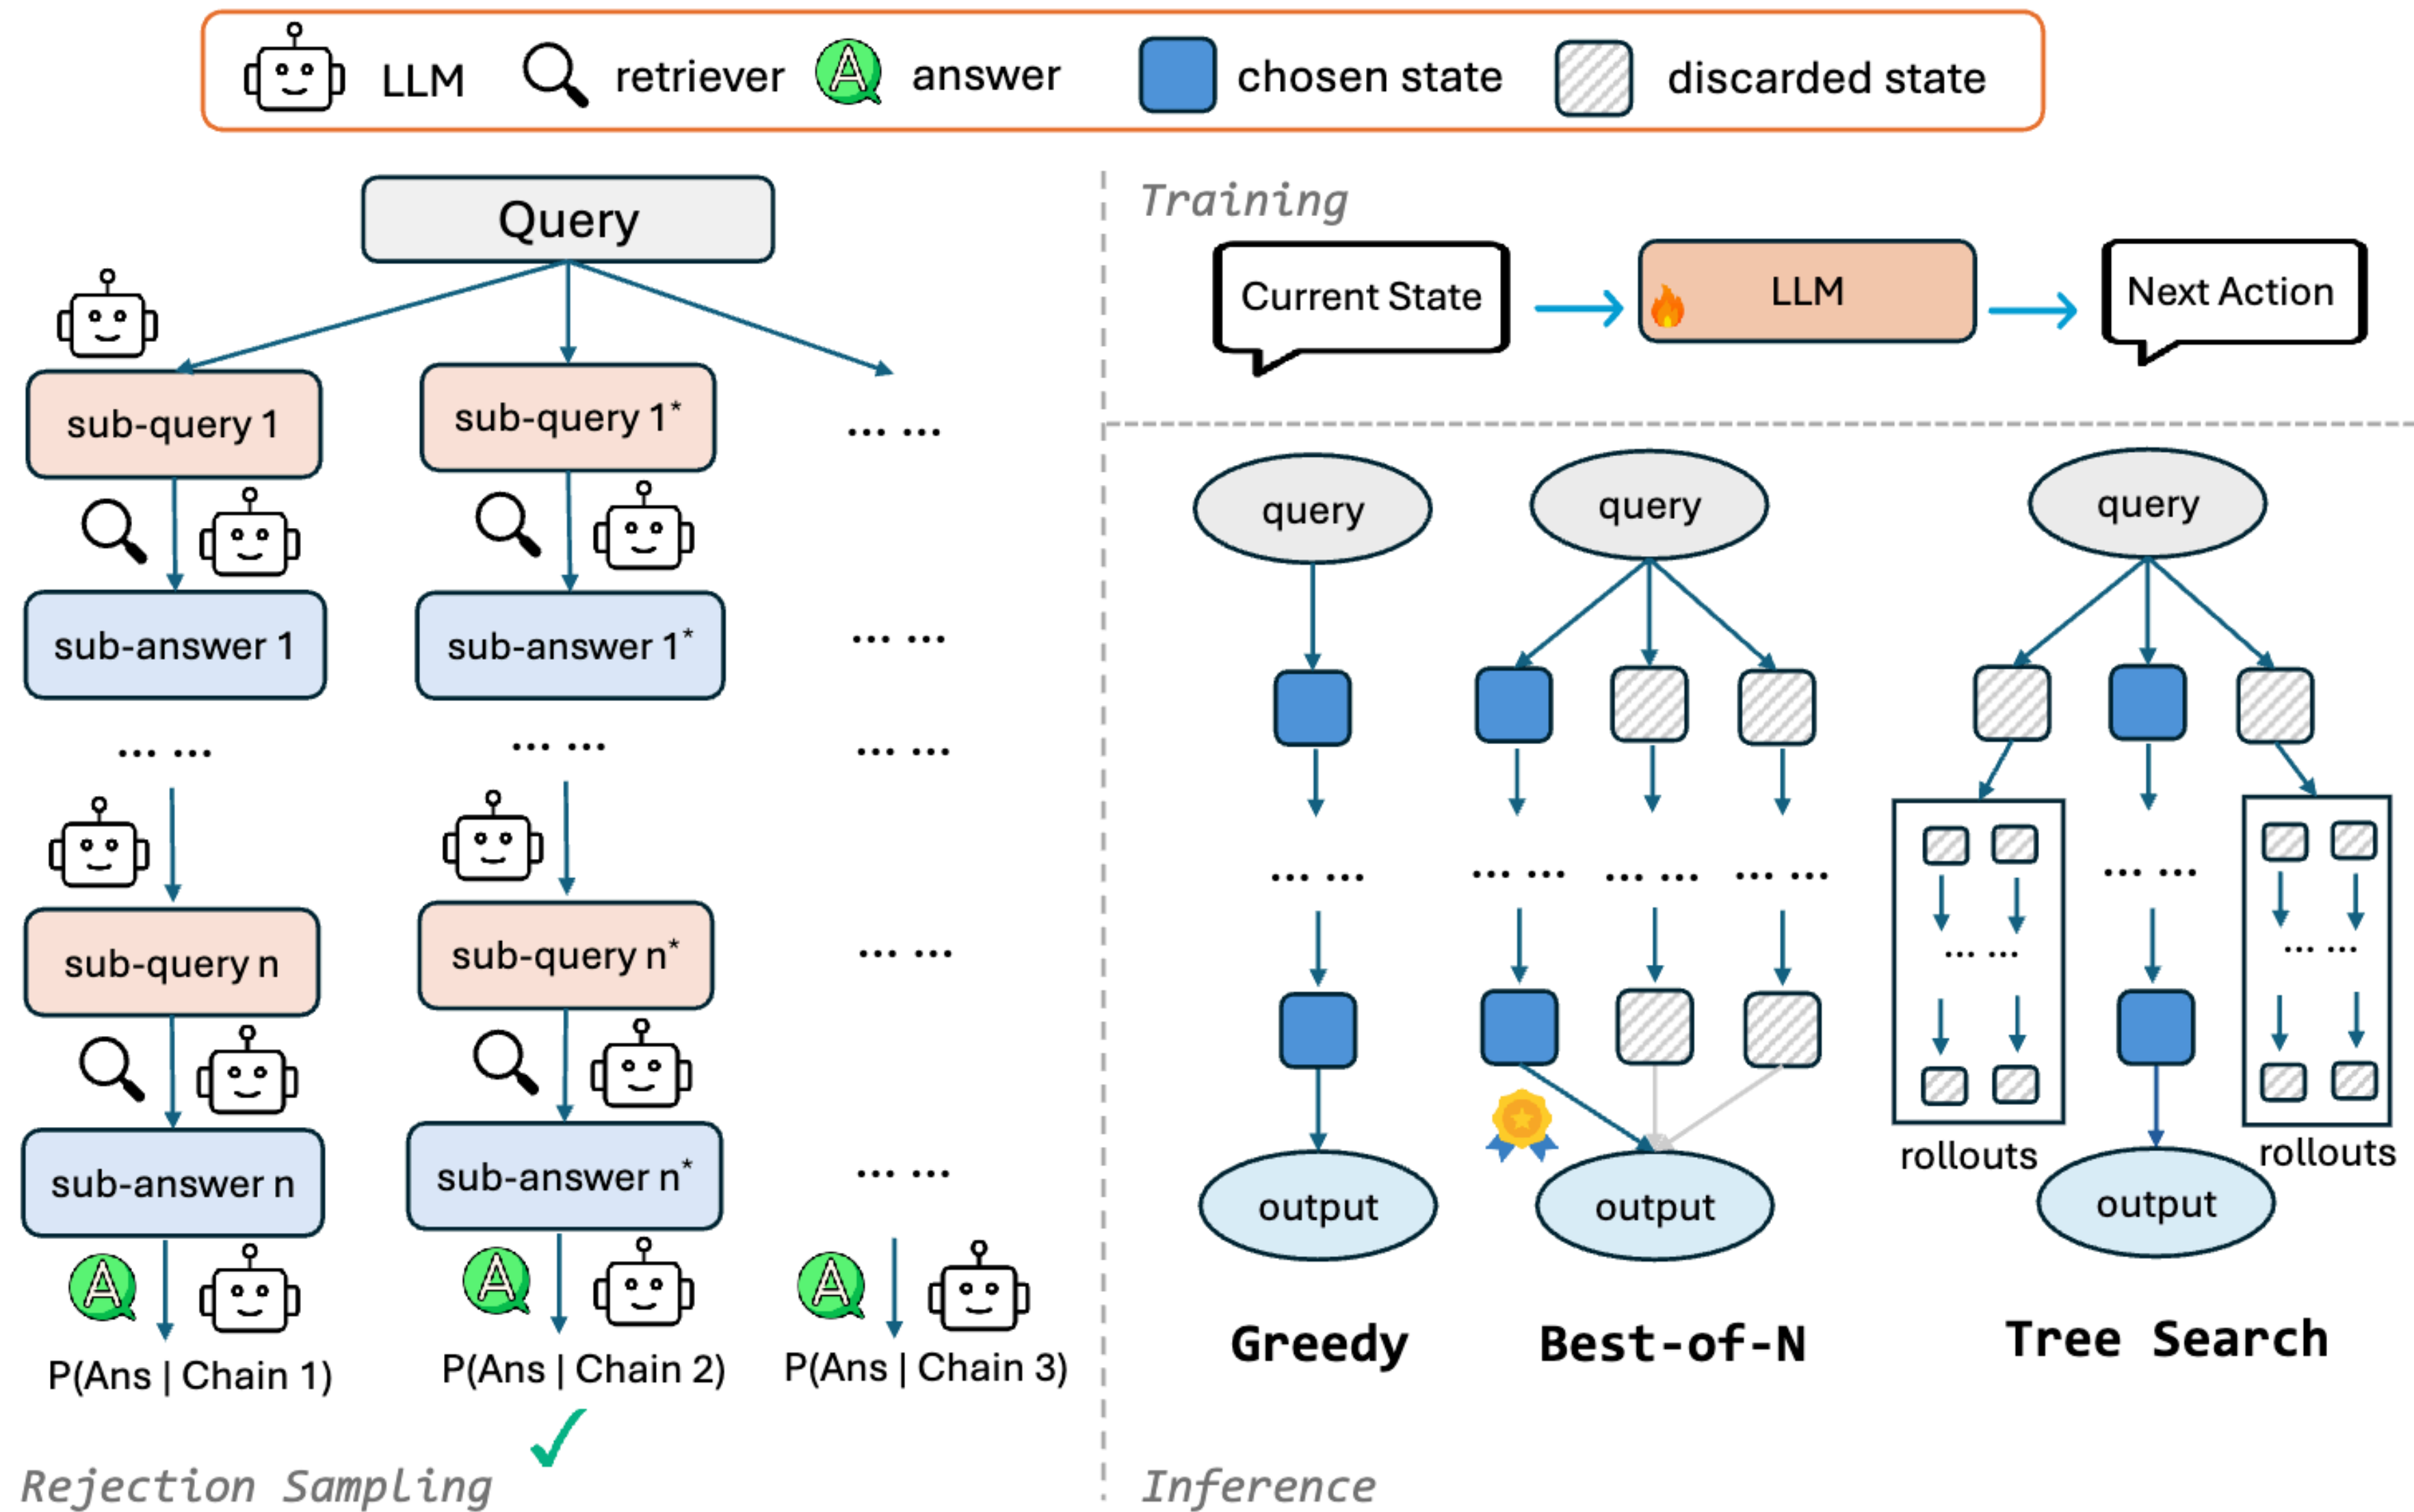 LLM
retriever
answer
chosen state
discarded state
Query
sub-query 1
sub-query 1*
... ...
sub-answer 1
sub-answer 1*
... ...
... ...
... ...
... ...
sub-query n
sub-query n*
... ...
sub-answer n
sub-answer n*
... ...
A
A
A
P(Ans | Chain 1)
P(Ans | Chain 2)
P(Ans | Chain 3)
Rejection Sampling
Training
Current State
LLM
Next Action
query
query
query
... ...
... ...
... ...
... ...
... ...
... ...
... ...
rollouts
rollouts
output
output
output
Greedy
Best-of-N
Tree Search
Inference